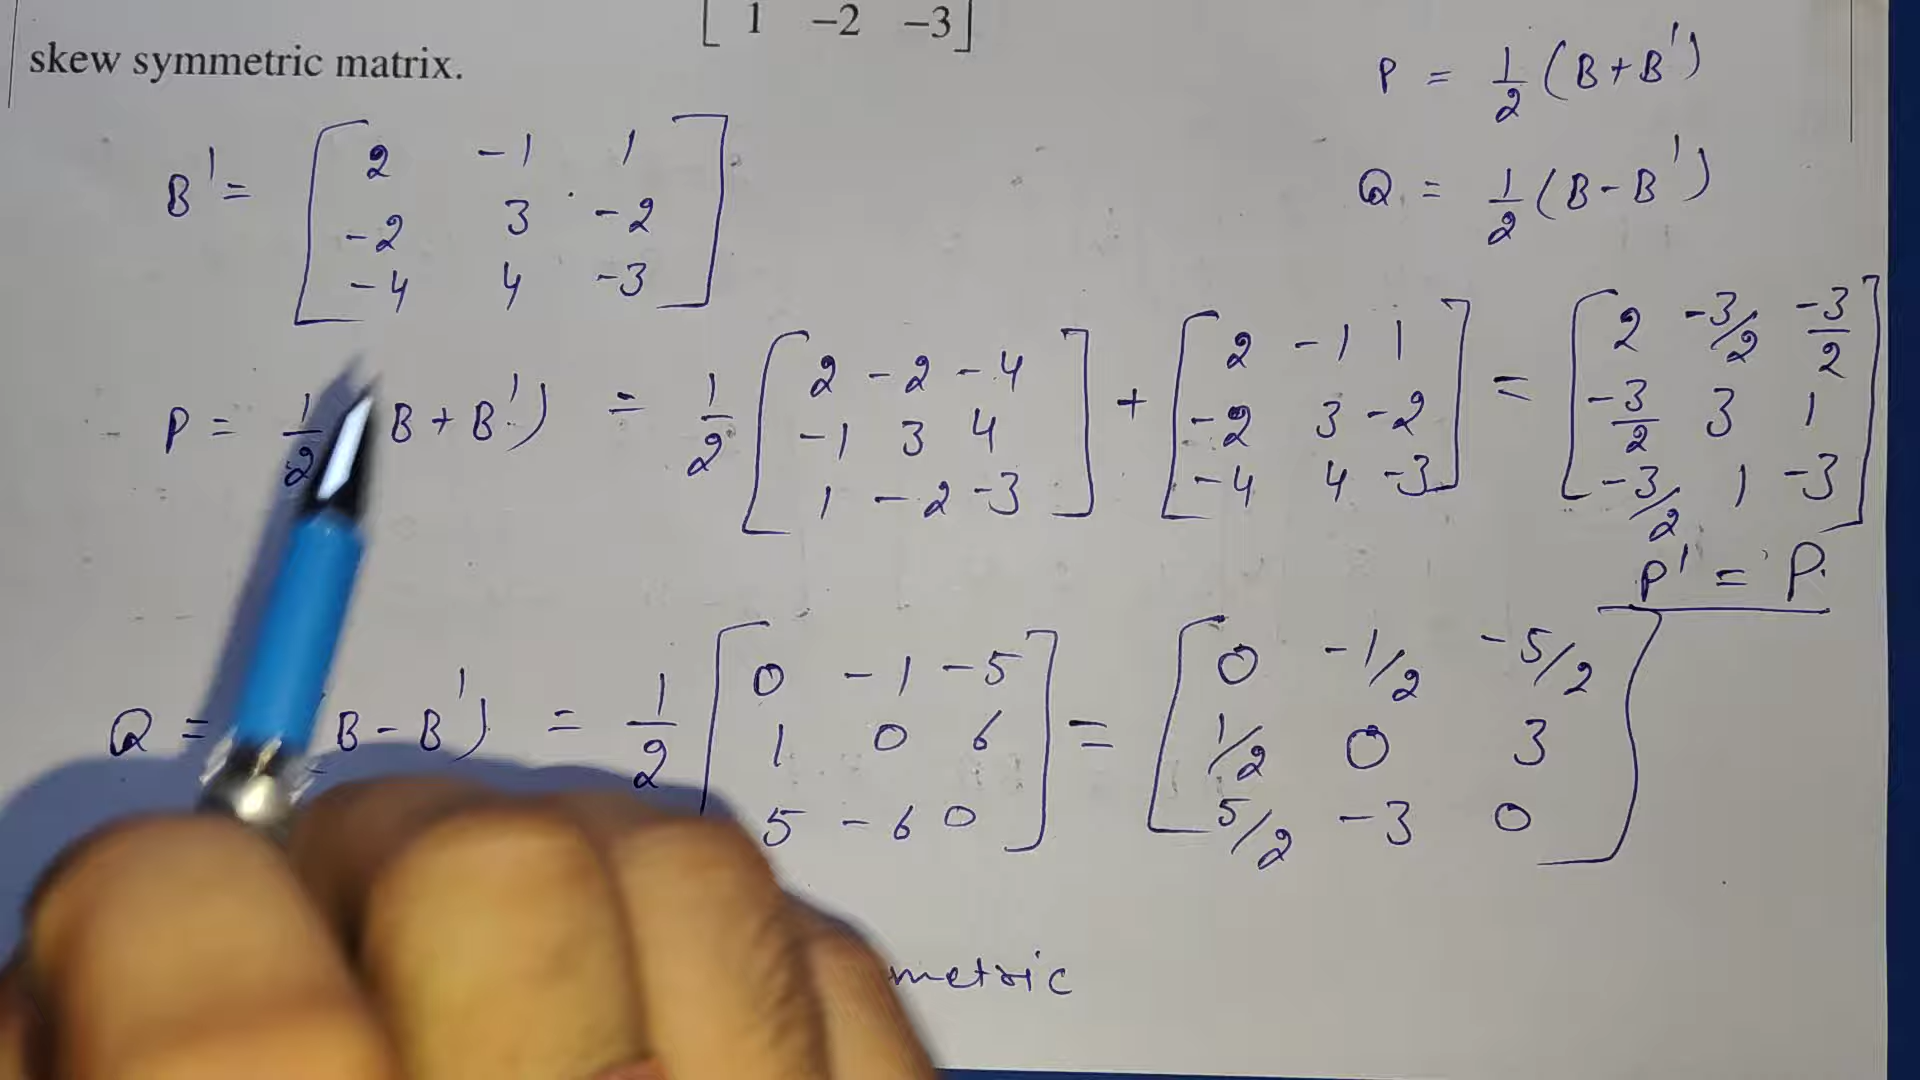 [ 1 -2 -3 ]
skew symmetric matrix.
P = 1/2 (B+B')
Q = 1/2 (B-B')
B' = [ 2 -1 1
-2 3 -2
-4 4 -3 ]
P = 1/2 (B+B') = 1/2 [ 2 -2 -4
-1 3 4
1 -2 -3 ] + [ 2 -1 1
-2 3 -2
-4 4 -3 ] = [ 2 -3/2 -3/2
-3/2 3 1
-3/2 1 -3 ]
P' = P.
Q = B-B') = 1/2 [ 0 -1 -5
1 0 6
5 -6 0 ] = [ 0 -1/2 -5/2
1/2 0 3
5/2 -3 0 ]
metric